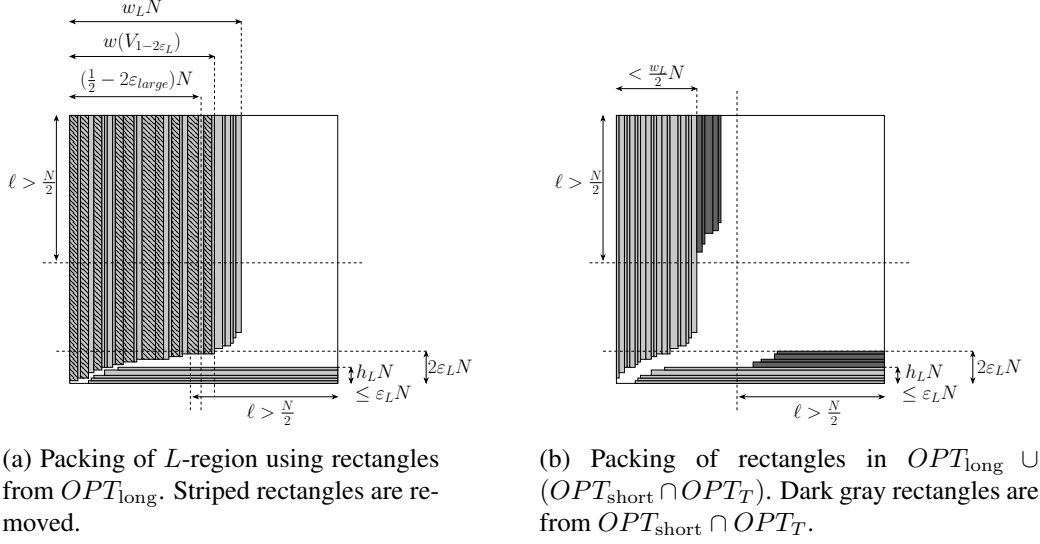 w_L N
w(V_{1−2ε_L})
(1/2 − 2ε_{large})N
ℓ > N/2
2ε_L N
h_L N
≤ ε_L N
ℓ > N/2
< w_L/2 N
ℓ > N/2
2ε_L N
h_L N
≤ ε_L N
ℓ > N/2
(a) Packing of L-region using rectangles
from OPT_long. Striped rectangles are re-
moved.
(b) Packing of rectangles in OPT_long ∪
(OPT_short ∩ OPT_T). Dark gray rectangles are
from OPT_short ∩ OPT_T.